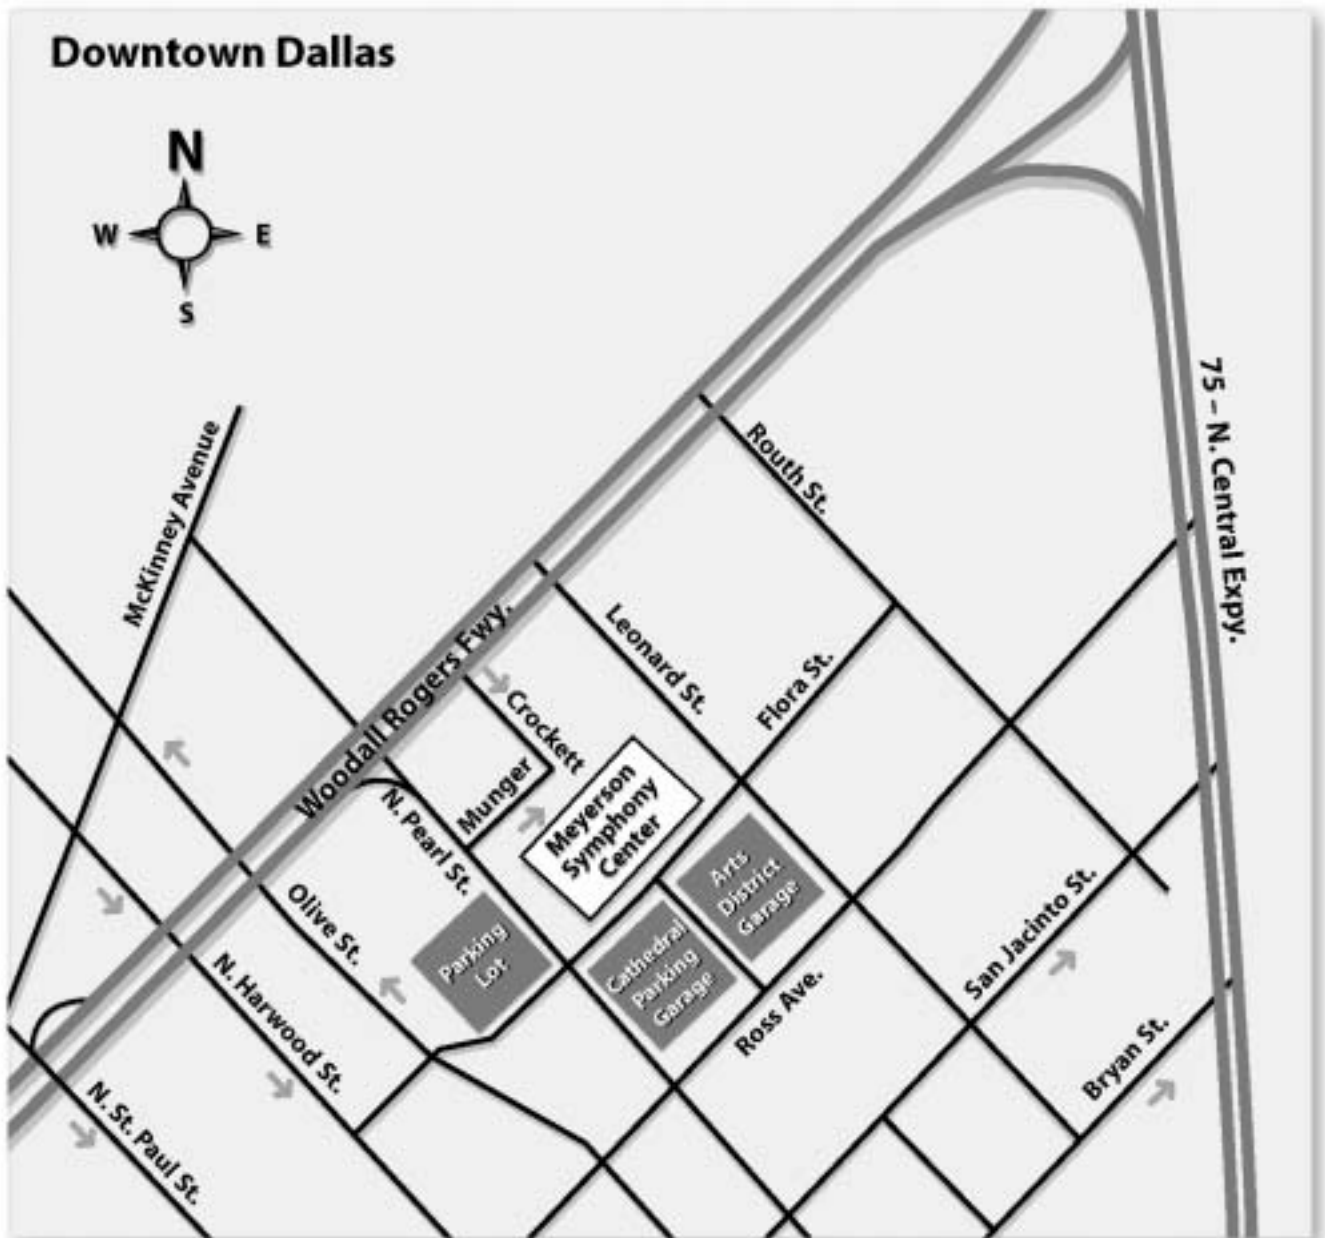 Downtown Dallas
N
W
E
S
McKinney Avenue
75 – N. Central Expy.
Routh St.
Woodall Rogers Fwy.
Leonard St.
Flora St.
Crockett
Munger
Meyerson
Symphony
Center
N. Pearl St.
Arts
District
Garage
Olive St.
Parking
Lot
Cathedral
Parking
Garage
San Jacinto St.
N. Harwood St.
Ross Ave.
Bryan St.
N. St. Paul St.